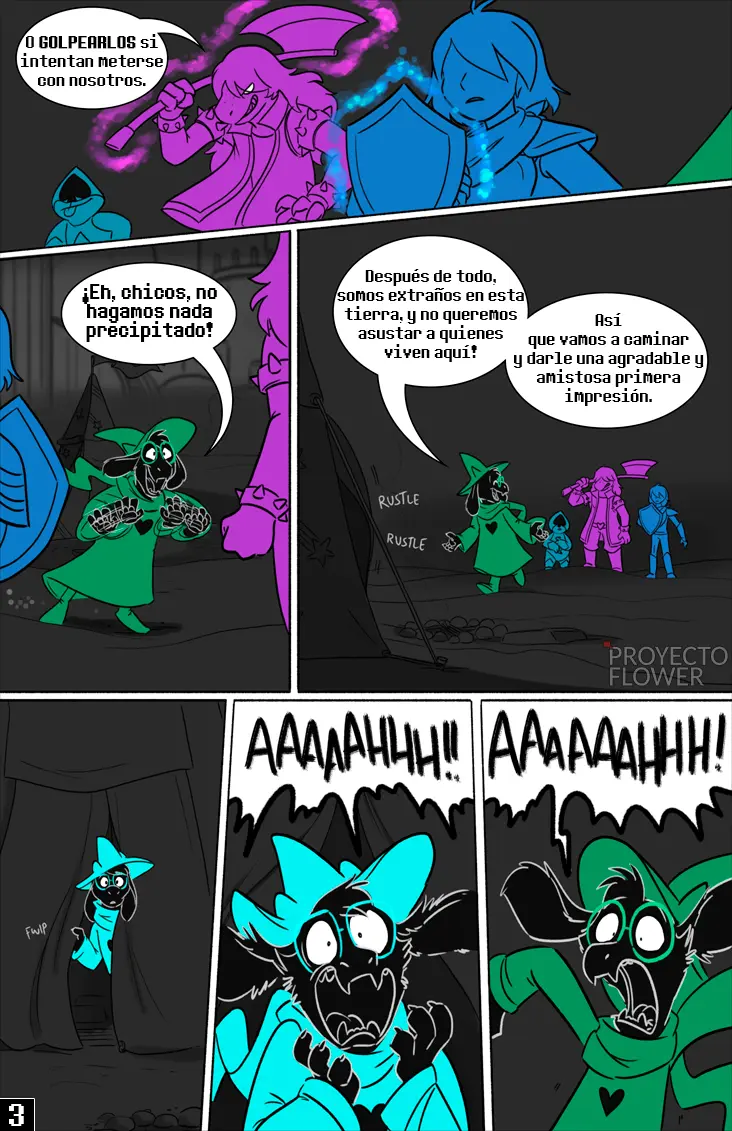 O GOLPEARLOS si
intentan meterse
con nosotros.
¡Eh, chicos, no
hagamos nada
precipitado!
Después de todo,
somos extraños en esta
tierra, y no queremos
asustar a quienes
viven aquí!
Así
que vamos a caminar
y darle una agradable y
amistosa primera
impresión.
RUSTLE
RUSTLE
PROYECTO
FLOWER
FWIP
AAAAAHHH!!
AAAAAAHHH!
3